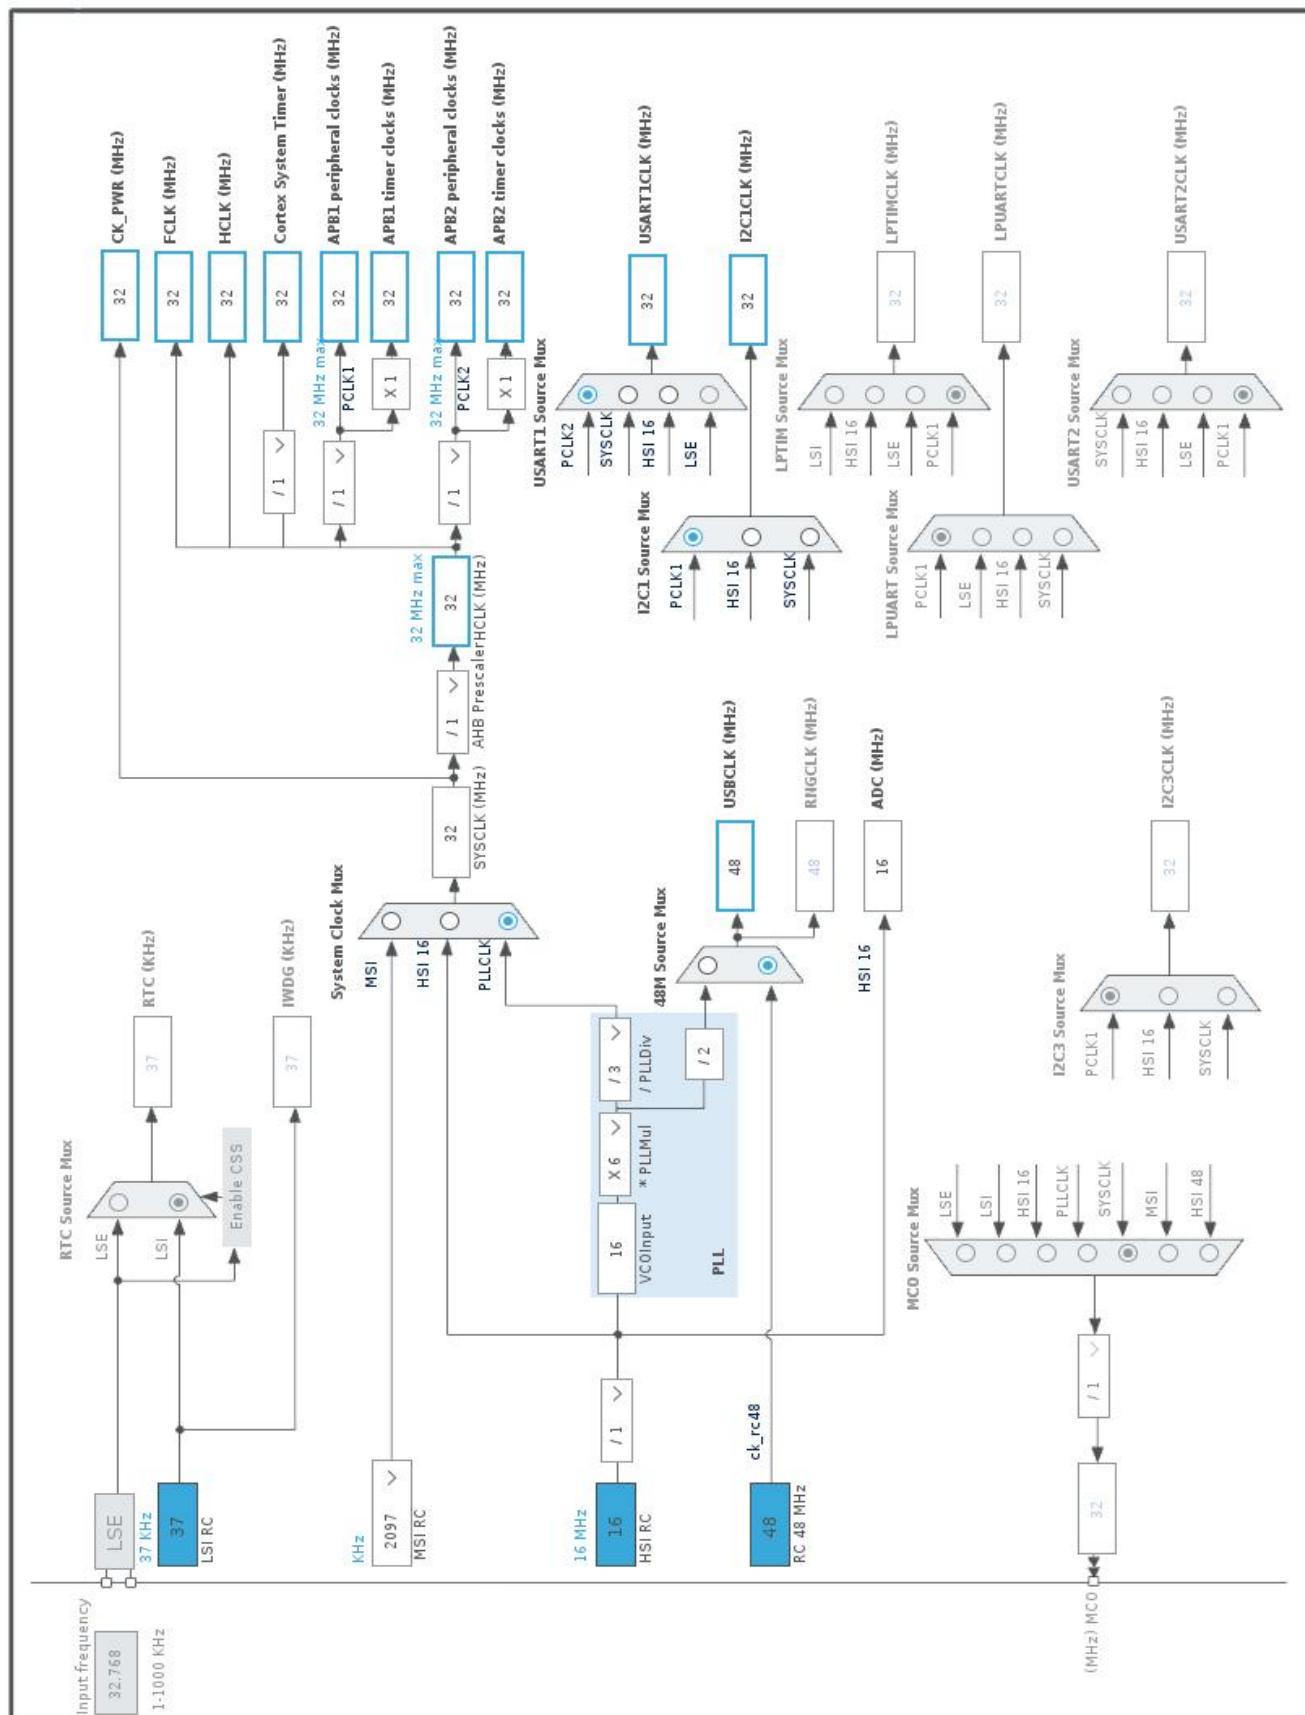 Input frequency
32.768
1-1000 KHz
LSE
37 KHz
37
LSI RC
RTC Source Mux
LSE
LSI
Enable CSS
37
RTC (KHz)
37
IWDG (KHz)
KHz
2097
MSI RC
16 MHz
16
HSI RC
/ 1
16
VCOInput
X 6
* PLLMul
/ 3
/ PLLDiv
/ 2
PLL
48
RC 48 MHz
ck_rc48
System Clock Mux
MSI
HSI 16
PLLCLK
32
SYSCLK (MHz)
/ 1
AHB Prescaler
32 MHz max
32
HCLK (MHz)
32
CK_PWR (MHz)
32
FCLK (MHz)
32
HCLK (MHz)
/ 1
32
Cortex System Timer (MHz)
/ 1
32 MHz max
PCLK1
32
APB1 peripheral clocks (MHz)
X 1
32
APB1 timer clocks (MHz)
/ 1
32 MHz max
PCLK2
32
APB2 peripheral clocks (MHz)
X 1
32
APB2 timer clocks (MHz)
48M Source Mux
48
USBCLK (MHz)
48
RNGCLK (MHz)
HSI 16
16
ADC (MHz)
USART1 Source Mux
PCLK2
SYSCLK
HSI 16
LSE
32
USART1CLK (MHz)
I2C1 Source Mux
PCLK1
HSI 16
SYSCLK
32
I2C1CLK (MHz)
LPTIM Source Mux
LSI
HSI 16
LSE
PCLK1
32
LPTIMCLK (MHz)
LPUART Source Mux
PCLK1
LSE
HSI 16
SYSCLK
32
LPUARTCLK (MHz)
USART2 Source Mux
SYSCLK
HSI 16
LSE
PCLK1
32
USART2CLK (MHz)
I2C3 Source Mux
PCLK1
HSI 16
SYSCLK
32
I2C3CLK (MHz)
MCO Source Mux
LSE
LSI
HSI 16
PLLCLK
SYSCLK
MSI
HSI 48
/ 1
32
(MHz) MCO